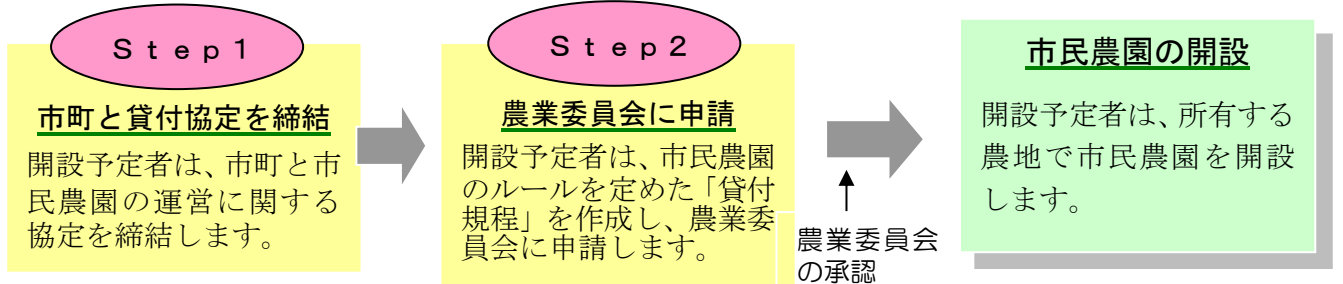 Ｓｔｅｐ１
市町と貸付協定を締結
開設予定者は、市町と市
民農園の運営に関する
協定を締結します。
Ｓｔｅｐ２
農業委員会に申請
開設予定者は、市民農園
のルールを定めた「貸付
規程」を作成し、農業委
員会に申請します。
農業委員会
の承認
市民農園の開設
開設予定者は、所有する
農地で市民農園を開設
します。